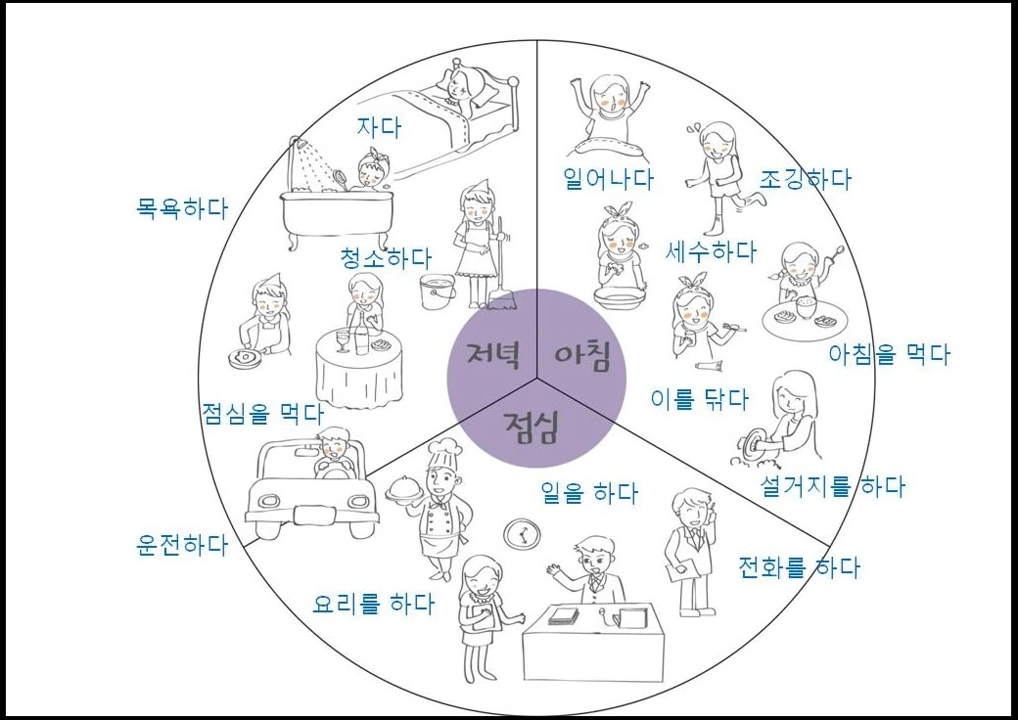 자다
일어나다
조깅하다
목욕하다
청소하다
세수하다
저녁
아침
점심
아침을 먹다
이를 닦다
점심을 먹다
일을 하다
설거지를 하다
운전하다
전화를 하다
요리를 하다